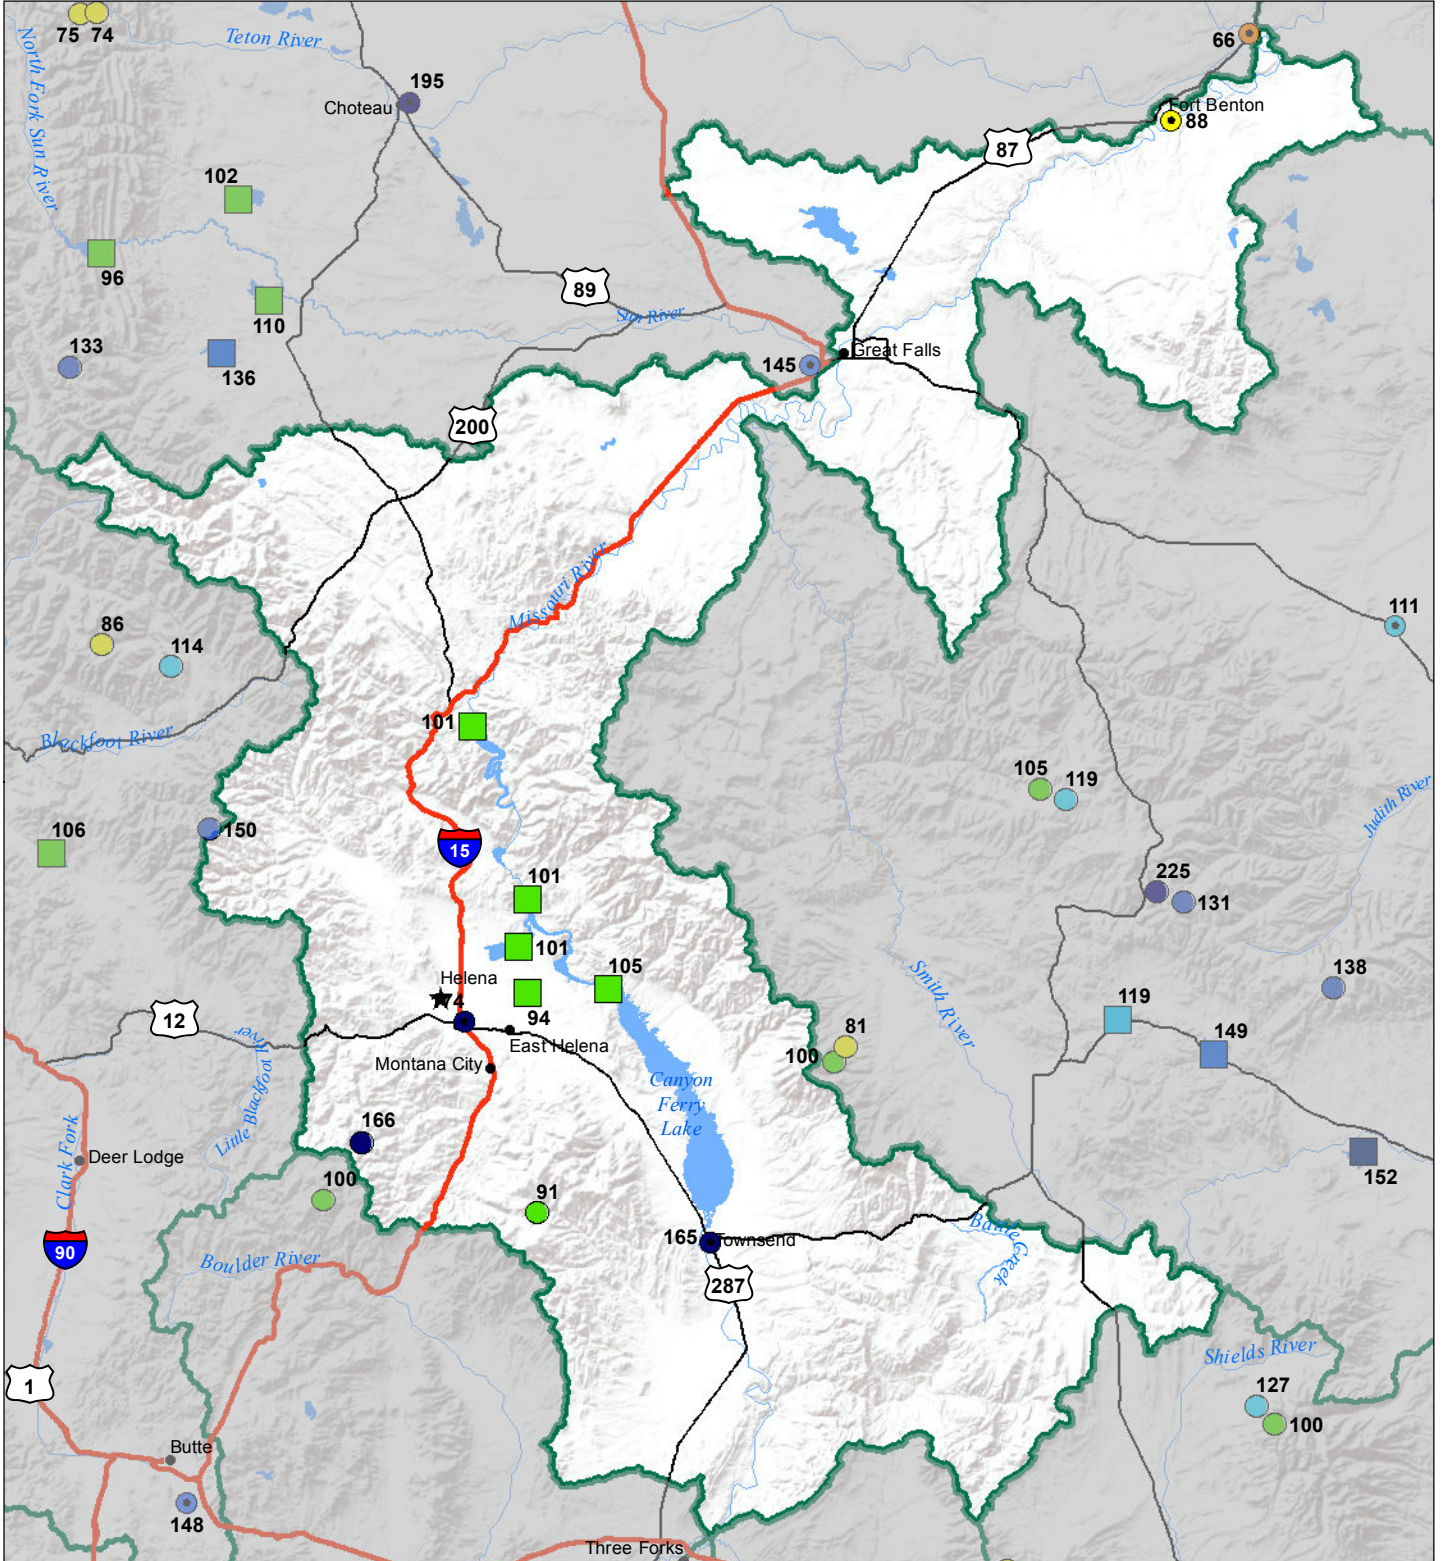 75 74
Teton River
66
North Fork Sun River
195
Choteau
Fort Benton
88
87
102
96
89
110
Sun River
133
136
145
Great Falls
200
Missouri River
111
86
114
Blackfoot River
101
105
119
Judith River
106
150
15
101
225
131
101
Smith River
Helena
105
138
74
94
119
12
East Helena
81
149
100
Montana City
Little Blackfoot River
Canyon
Ferry
Lake
Clark Fork
166
Deer Lodge
152
100
91
Battle Creek
165
Townsend
90
Boulder River
287
Shields River
1
127
100
Butte
148
Three Forks